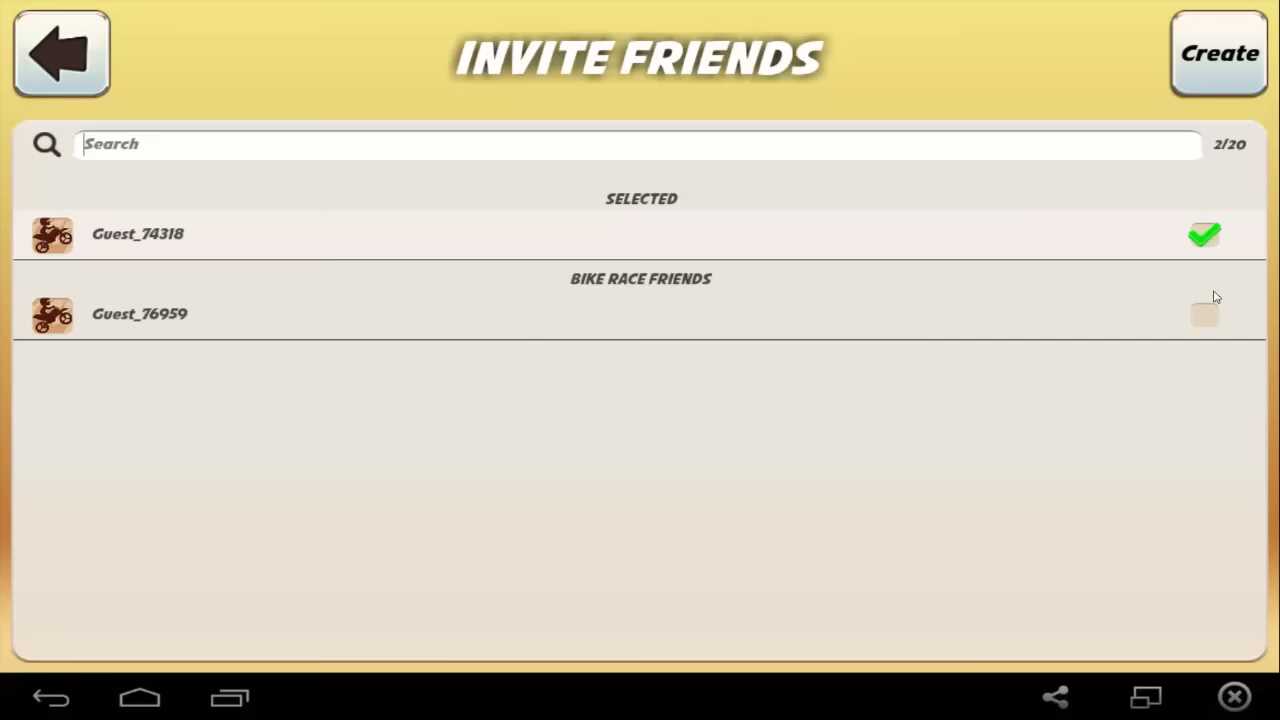 INVITE FRIENDS
Create
Search
2/20
SELECTED
Guest_74318
BIKE RACE FRIENDS
Guest_76959